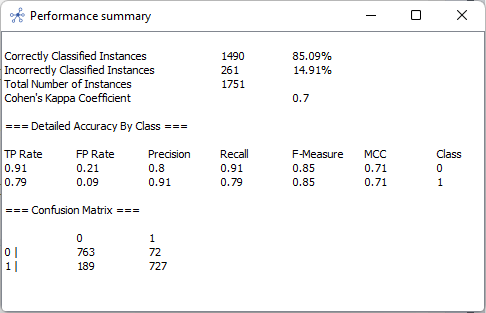 Performance summary
Correctly Classified Instances 1490 85.09%
Incorrectly Classified Instances 261 14.91%
Total Number of Instances 1751
Cohen's Kappa Coefficient 0.7
=== Detailed Accuracy By Class ===
TP Rate FP Rate Precision Recall F-Measure MCC Class
0.91 0.21 0.8 0.91 0.85 0.71 0
0.79 0.09 0.91 0.79 0.85 0.71 1
=== Confusion Matrix ===
0 1
0 | 763 72
1 | 189 727